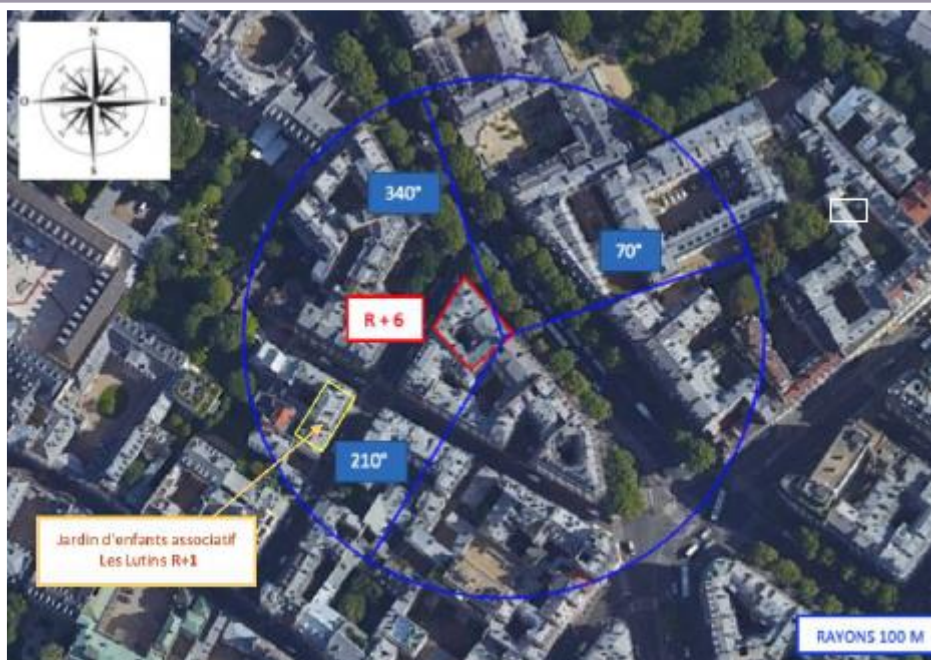 N
O
E
S
340°
70°
R + 6
210°
Jardin d'enfants associatif
Les Lutins R+1
RAYONS 100 M